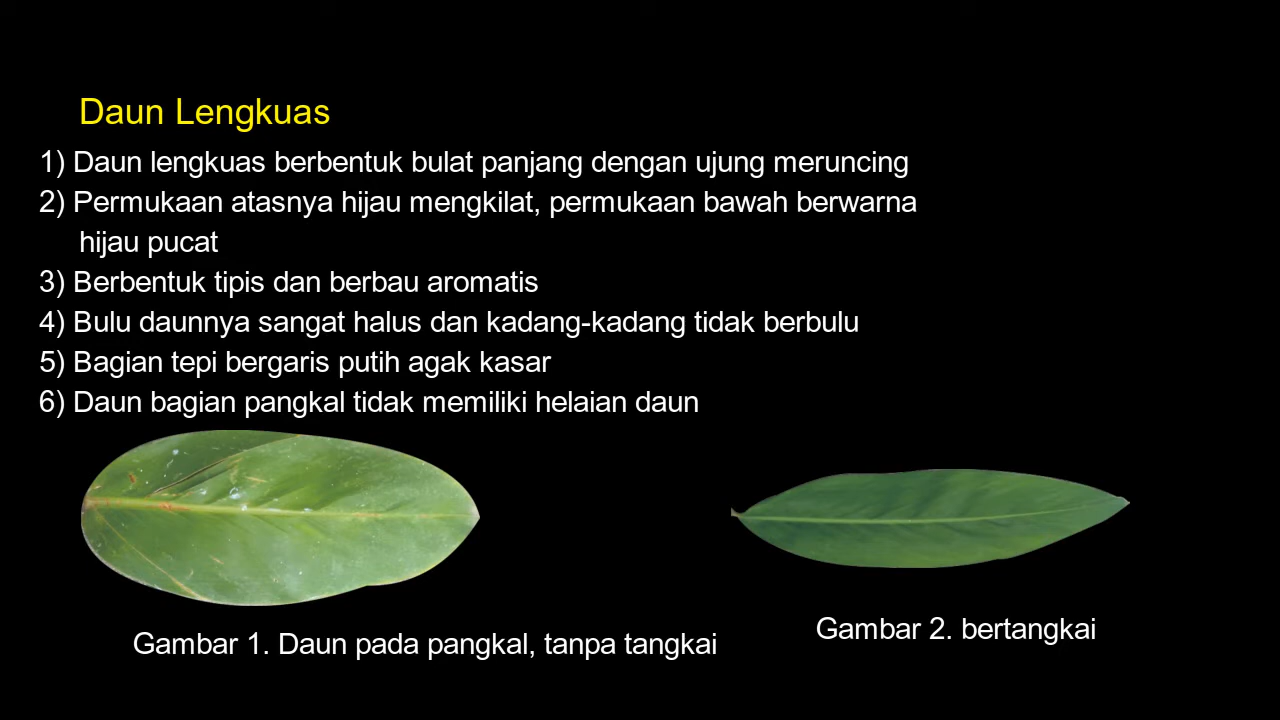 Daun Lengkuas
1) Daun lengkuas berbentuk bulat panjang dengan ujung meruncing
2) Permukaan atasnya hijau mengkilat, permukaan bawah berwarna
hijau pucat
3) Berbentuk tipis dan berbau aromatis
4) Bulu daunnya sangat halus dan kadang-kadang tidak berbulu
5) Bagian tepi bergaris putih agak kasar
6) Daun bagian pangkal tidak memiliki helaian daun
Gambar 1. Daun pada pangkal, tanpa tangkai
Gambar 2. bertangkai